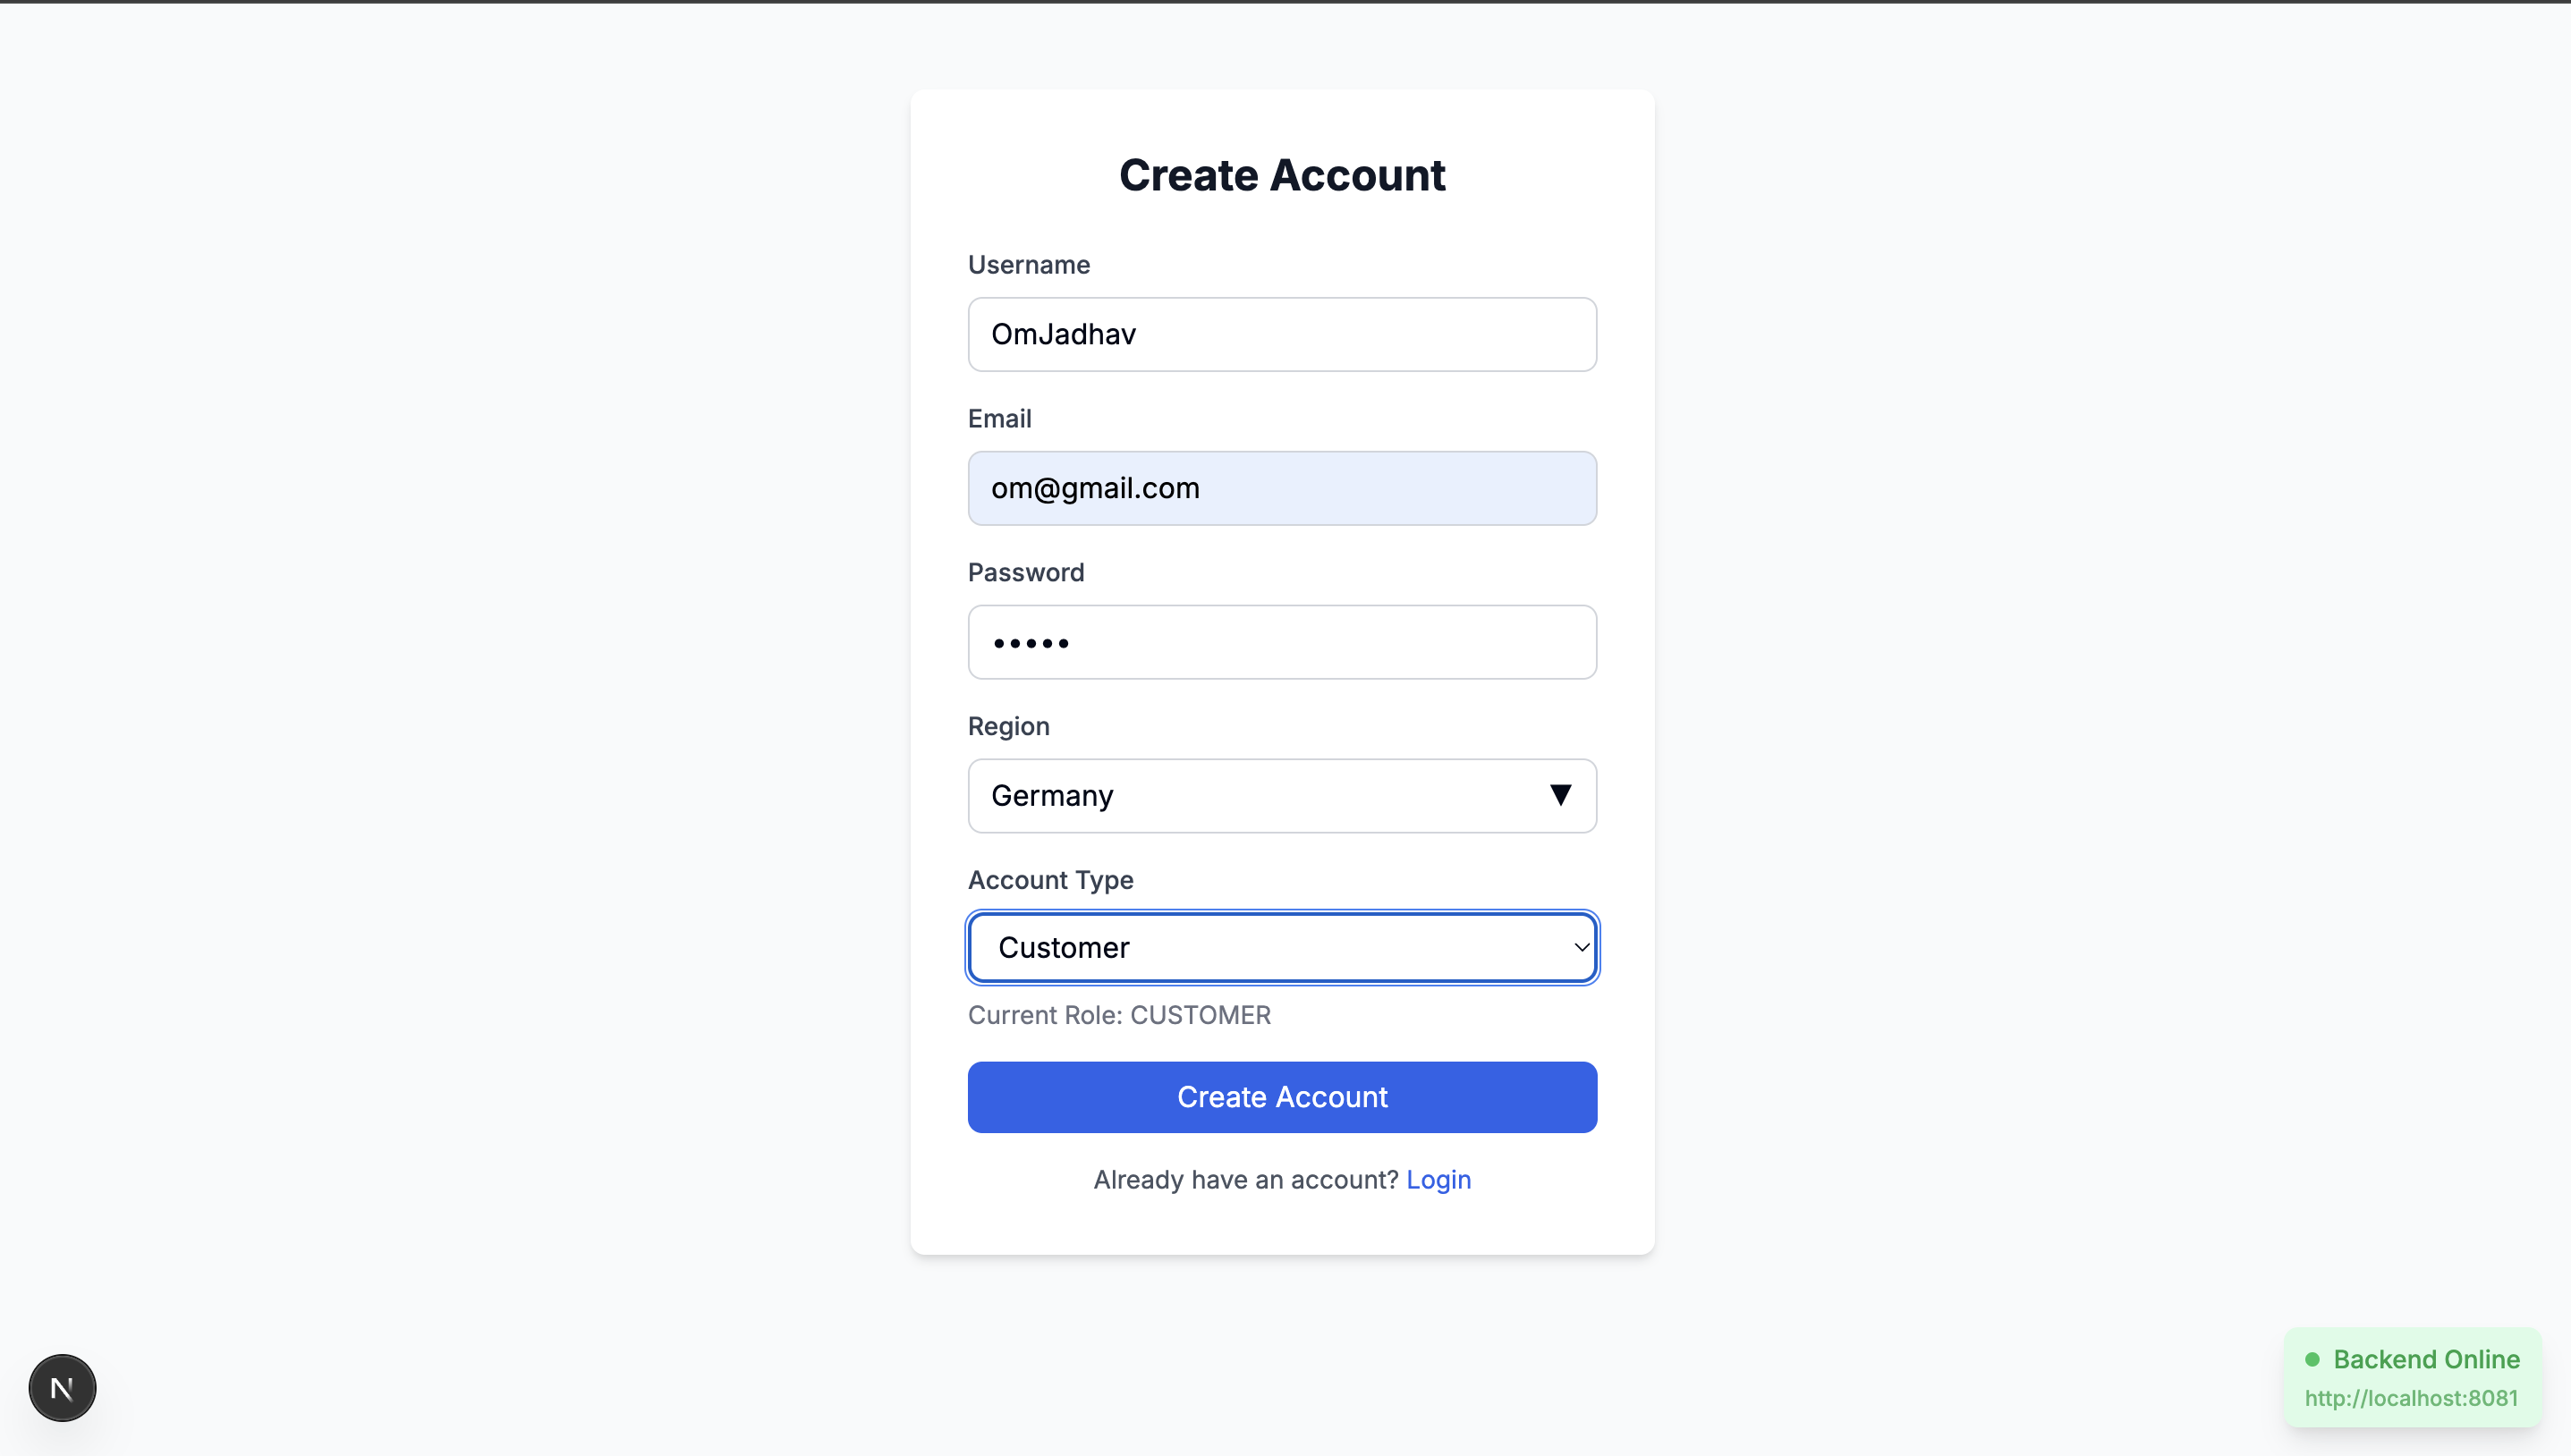 Create Account
Username
OmJadhav
Email
om@gmail.com
Password
•••••
Region
Germany ▼
Account Type
Customer
Current Role: CUSTOMER
Create Account
Already have an account? Login
N
Backend Online
http://localhost:8081